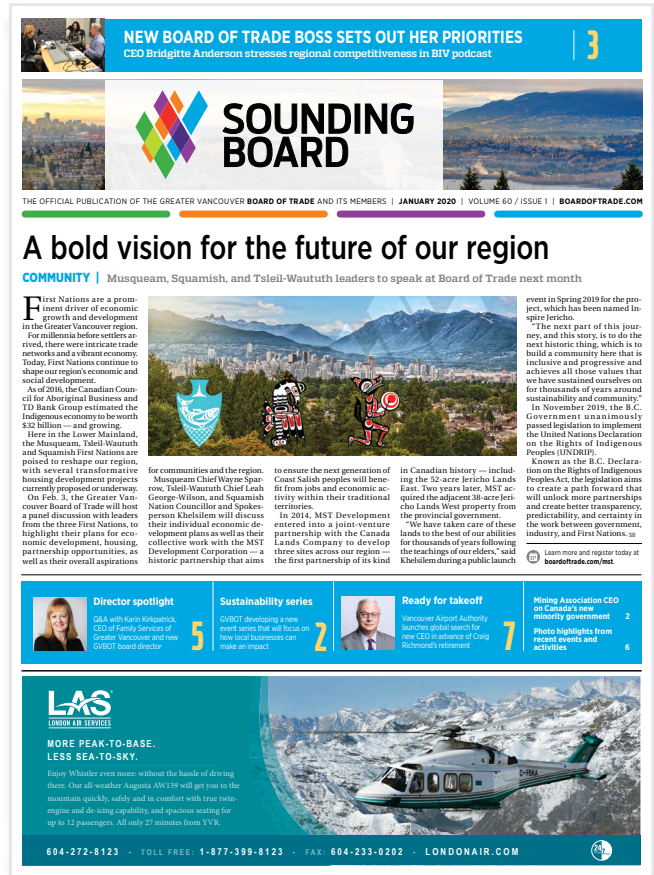 NEW BOARD OF TRADE BOSS SETS OUT HER PRIORITIES
CEO Bridgitte Anderson stresses regional competitiveness in BIV podcast
3
SOUNDING
BOARD
THE OFFICIAL PUBLICATION OF THE GREATER VANCOUVER BOARD OF TRADE AND ITS MEMBERS | JANUARY 2020 | VOLUME 60 / ISSUE 1 | BOARDOFTRADE.COM
A bold vision for the future of our region
COMMUNITY | Musqueam, Squamish, and Tsleil-Waututh leaders to speak at Board of Trade next month
First Nations are a prom-
inent driver of economic
growth and development
in the Greater Vancouver region.
For millennia before settlers ar-
rived, there were intricate trade
networks and a vibrant economy.
Today, First Nations continue to
shape our region's economic and
social development.
As of 2016, the Canadian Coun-
cil for Aboriginal Business and
TD Bank Group estimated the
Indigenous economy to be worth
$32 billion — and growing.
Here in the Lower Mainland,
the Musqueam, Tsleil-Waututh
and Squamish First Nations are
poised to reshape our region,
with several transformative
housing development projects
currently proposed or underway.
On Feb. 3, the Greater Van-
couver Board of Trade will host
a panel discussion with leaders
from the three First Nations, to
highlight their plans for eco-
nomic development, housing,
partnership opportunities, as
well as their overall aspirations
for communities and the region.
Musqueam Chief Wayne Spar-
row, Tsleil-Waututh Chief Leah
George-Wilson, and Squamish
Nation Councillor and Spokes-
person Khelsilem will discuss
their individual economic de-
velopment plans as well as their
collective work with the MST
Development Corporation — a
historic partnership that aims
to ensure the next generation of
Coast Salish peoples will bene-
fit from jobs and economic ac-
tivity within their traditional
territories.
In 2014, MST Development
entered into a joint-venture
partnership with the Canada
Lands Company to develop
three sites across our region —
the first partnership of its kind
in Canadian history — includ-
ing the 52-acre Jericho Lands
East. Two years later, MST ac-
quired the adjacent 38-acre Jeri-
cho Lands West property from
the provincial government.
"We have taken care of these
lands to the best of our abilities
for thousands of years following
the teachings of our elders," said
Khelsilem during a public launch
event in Spring 2019 for the pro-
ject, which has been named In-
spire Jericho.
"The next part of this jour-
ney, and this story, is to do the
next historic thing, which is to
build a community here that is
inclusive and progressive and
achieves all those values that
we have sustained ourselves on
for thousands of years around
sustainability and community."
In November 2019, the B.C.
Government unanimously
passed legislation to implement
the United Nations Declaration
on the Rights of Indigenous
Peoples (UNDRIP).
Known as the B.C. Declara-
tion on the Rights of Indigenous
Peoples Act, the legislation aims
to create a path forward that
will unlock more partnerships
and create better transparency,
predictability, and certainty in
the work between government,
industry, and First Nations. SB
Learn more and register today at
boardoftrade.com/mst.
Director spotlight
Q&A with Karin Kirkpatrick,
CEO of Family Services of
Greater Vancouver and new
GVBOT board director
5
Sustainability series
GVBOT developing a new
event series that will focus on
how local businesses can
make an impact
2
Ready for takeoff
Vancouver Airport Authority
launches global search for
new CEO in advance of Craig
Richmond's retirement
7
Mining Association CEO
on Canada's new
minority government 2
Photo highlights from
recent events and
activities 6
LAS
LONDON AIR SERVICES
MORE PEAK-TO-BASE.
LESS SEA-TO-SKY.
Enjoy Whistler even more: without the hassle of driving
there. Our all-weather Augusta AW139 will get you to the
mountain quickly, safely and in comfort with true twin-
engine and de-icing capability, and spacious seating for
up to 12 passengers. All only 27 minutes from YVR.
604-272-8123 · TOLL FREE: 1-877-399-8123 · FAX: 604-233-0202 · LONDONAIR.COM
24/7